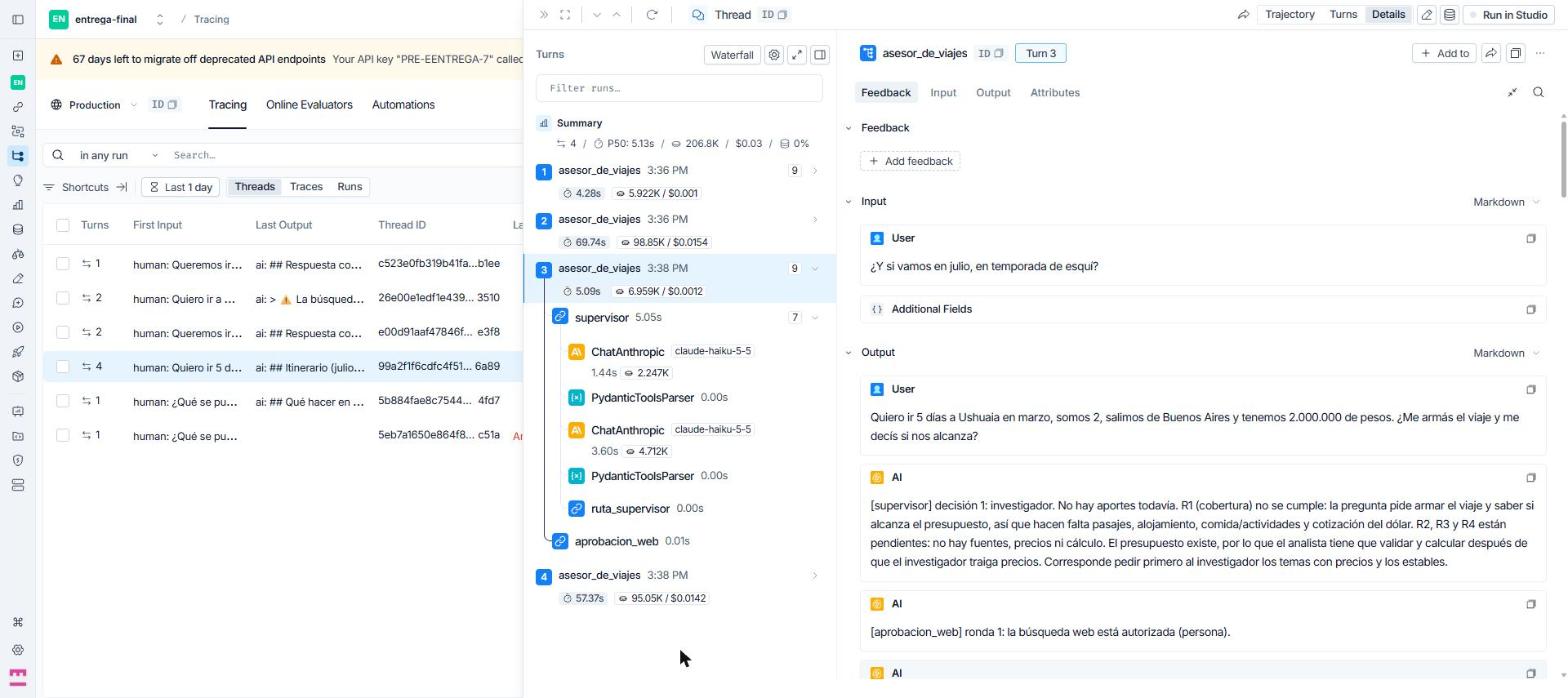 EN entrega-final / Tracing
67 days left to migrate off deprecated API endpoints Your API key "PRE-EENTREGA-7" called
Production ID Tracing Online Evaluators Automations
in any run Search…
Shortcuts Last 1 day Threads Traces Runs
Turns First Input Last Output Thread ID La
1 human: Queremos ir… ai: ## Respuesta co… c523e0fb319b41fa…b1ee
2 human: Quiero ir a … ai: > ⚠️ La búsqued… 26e00e1edf1e439… 3510
2 human: Queremos ir… ai: ## Respuesta co… e00d91aaf47846f… e3f8
4 human: Quiero ir 5 d… ai: ## Itinerario (julio… 99a2f1f6cdfc4f51… 6a89
1 human: ¿Qué se pu… ai: ## Qué hacer en … 5b884fae8c7544… 4fd7
1 human: ¿Qué se pu… 5eb7a1650e864f8… c51a Ar
EN
Thread ID Trajectory Turns Details Run in Studio
Turns Waterfall
Filter runs…
Summary
4 / P50: 5.13s / 206.8K / $0.03 / 0%
1 asesor_de_viajes 3:36 PM 9
4.28s 5.922K / $0.001
2 asesor_de_viajes 3:36 PM
69.74s 98.85K / $0.0154
3 asesor_de_viajes 3:38 PM 9
5.09s 6.959K / $0.0012
supervisor 5.05s 7
ChatAnthropic claude-haiku-5-5
1.44s 2.247K
PydanticToolsParser 0.00s
ChatAnthropic claude-haiku-5-5
3.60s 4.712K
PydanticToolsParser 0.00s
ruta_supervisor 0.00s
aprobacion_web 0.01s
4 asesor_de_viajes 3:38 PM
57.37s 95.05K / $0.0142
asesor_de_viajes ID Turn 3 Add to
Feedback Input Output Attributes
Feedback
Add feedback
Input Markdown
User
¿Y si vamos en julio, en temporada de esquí?
Additional Fields
Output Markdown
User
Quiero ir 5 días a Ushuaia en marzo, somos 2, salimos de Buenos Aires y tenemos 2.000.000 de pesos. ¿Me armás el viaje y me
decís si nos alcanza?
AI
[supervisor] decisión 1: investigador. No hay aportes todavía. R1 (cobertura) no se cumple: la pregunta pide armar el viaje y saber si
alcanza el presupuesto, así que hacen falta pasajes, alojamiento, comida/actividades y cotización del dólar. R2, R3 y R4 están
pendientes: no hay fuentes, precios ni cálculo. El presupuesto existe, por lo que el analista tiene que validar y calcular después de
que el investigador traiga precios. Corresponde pedir primero al investigador los temas con precios y los estables.
AI
[aprobacion_web] ronda 1: la búsqueda web está autorizada (persona).
AI